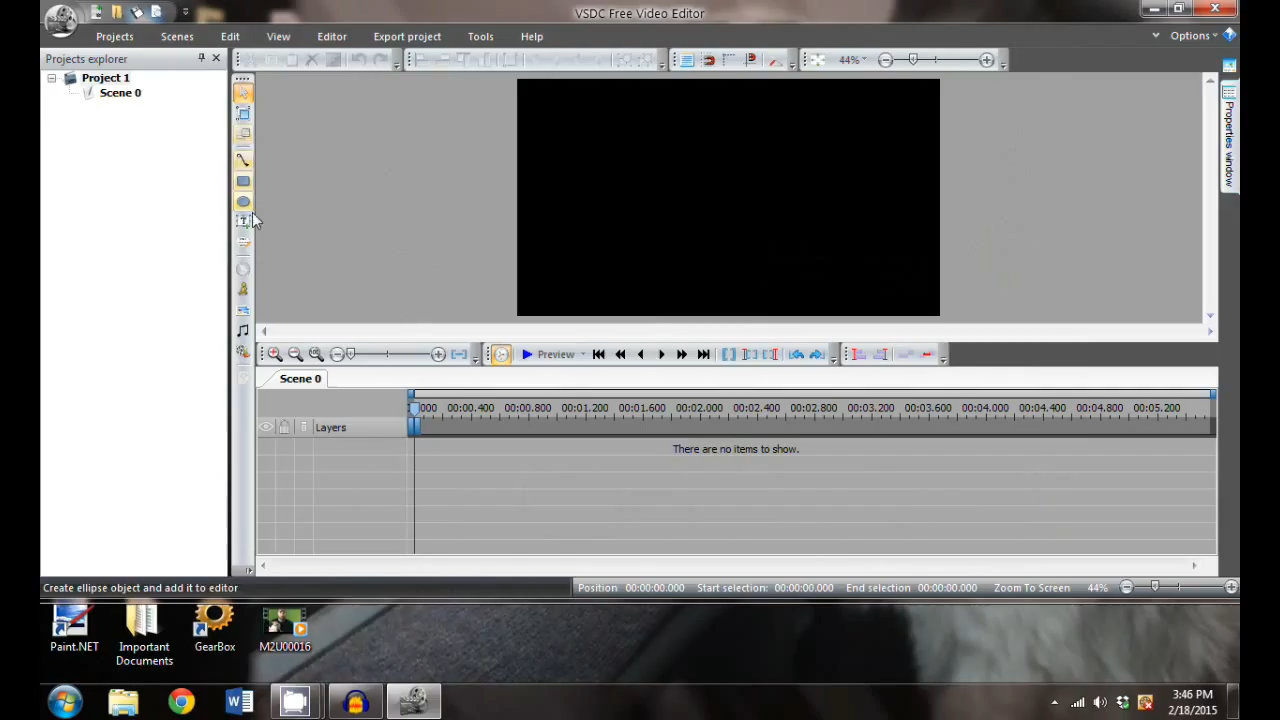 VSDC Free Video Editor
Projects Scenes Edit View Editor Export project Tools Help Options
Projects explorer
44%
Project 1
Scene 0
Properties window
T
Preview
Scene 0
000 00:00.400 00:00.800 00:01.200 00:01.600 00:02.000 00:02.400 00:02.800 00:03.200 00:03.600 00:04.000 00:04.400 00:04.800 00:05.200
Layers
There are no items to show.
Create ellipse object and add it to editor
Position 00:00:00.000 Start selection: 00:00:00.000 End selection 00:00:00.000 Zoom To Screen 44%
Paint.NET
Important Documents
GearBox
M2U00016
3:46 PM
2/18/2015